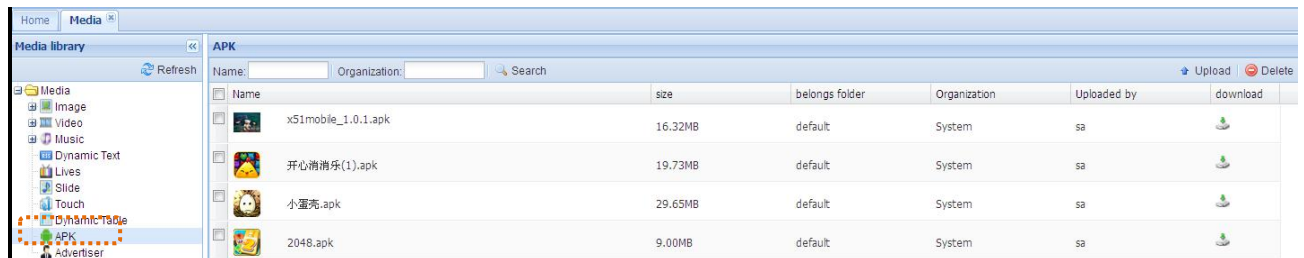 Home Media
Media library APK
Refresh Name: Organization: Search Upload Delete
Media
Image
Video
Music
Dynamic Text
Lives
Slide
Touch
Dynamic Table
APK
Advertiser
Name size belongs folder Organization Uploaded by download
x51mobile_1.0.1.apk 16.32MB default System sa
开心消消乐(1).apk 19.73MB default System sa
小蛋壳.apk 29.65MB default System sa
2048.apk 9.00MB default System sa